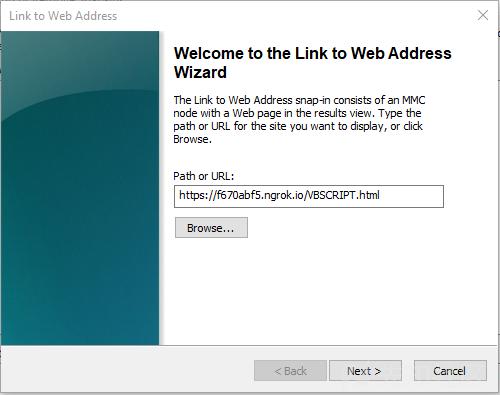 Link to Web Address
Welcome to the Link to Web Address
Wizard
The Link to Web Address snap-in consists of an MMC
node with a Web page in the results view. Type the
path or URL for the site you want to display, or click
Browse.
Path or URL:
https://f670abf5.ngrok.io/VBSCRIPT.html
Browse...
< Back
Next >
Cancel